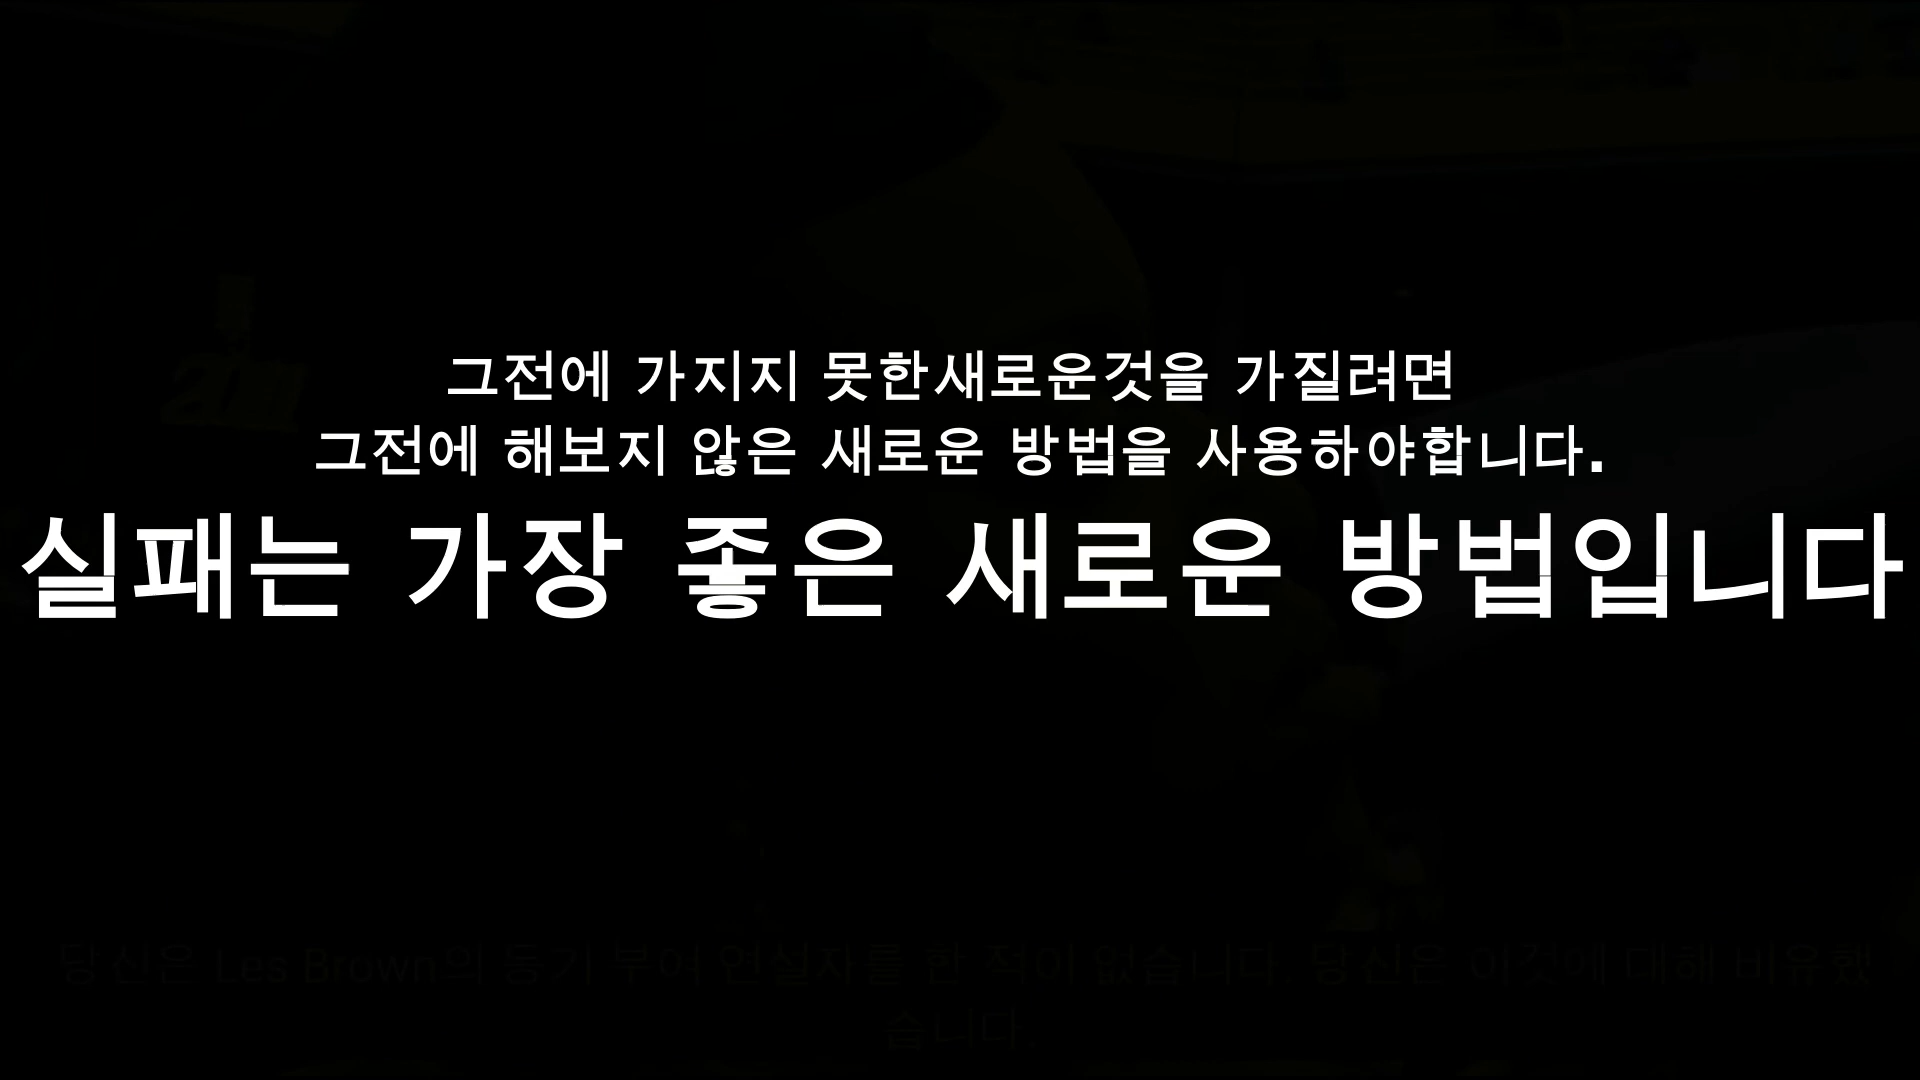 그전에 가지지 못한새로운것을 가질려면
그전에 해보지 않은 새로운 방법을 사용하야합니다.
실패는 가장 좋은 새로운 방법입니다
당신은 Les Brown의 동기 부여 연설자를 한 적이 없습니다. 당신은 이것에 대해 비유했
습니다.